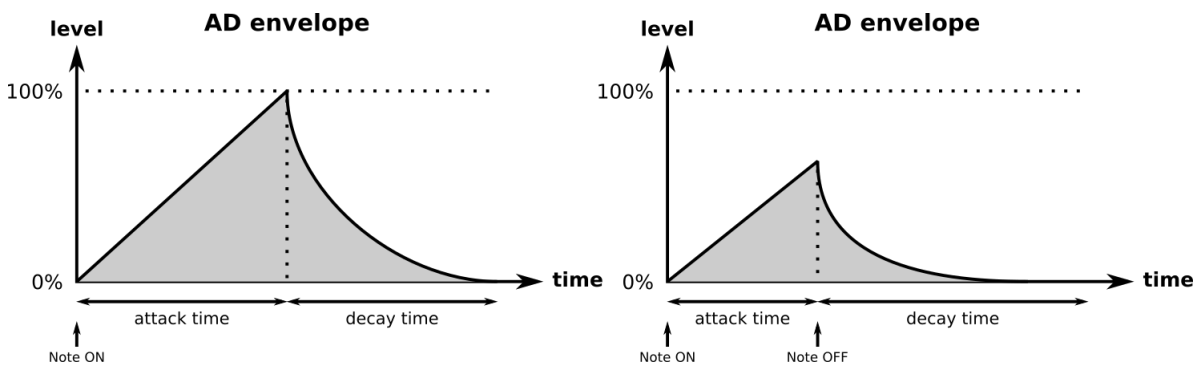 AD envelope
level
100%
0%
time
attack time
decay time
Note ON
AD envelope
level
100%
0%
time
attack time
decay time
Note ON
Note OFF